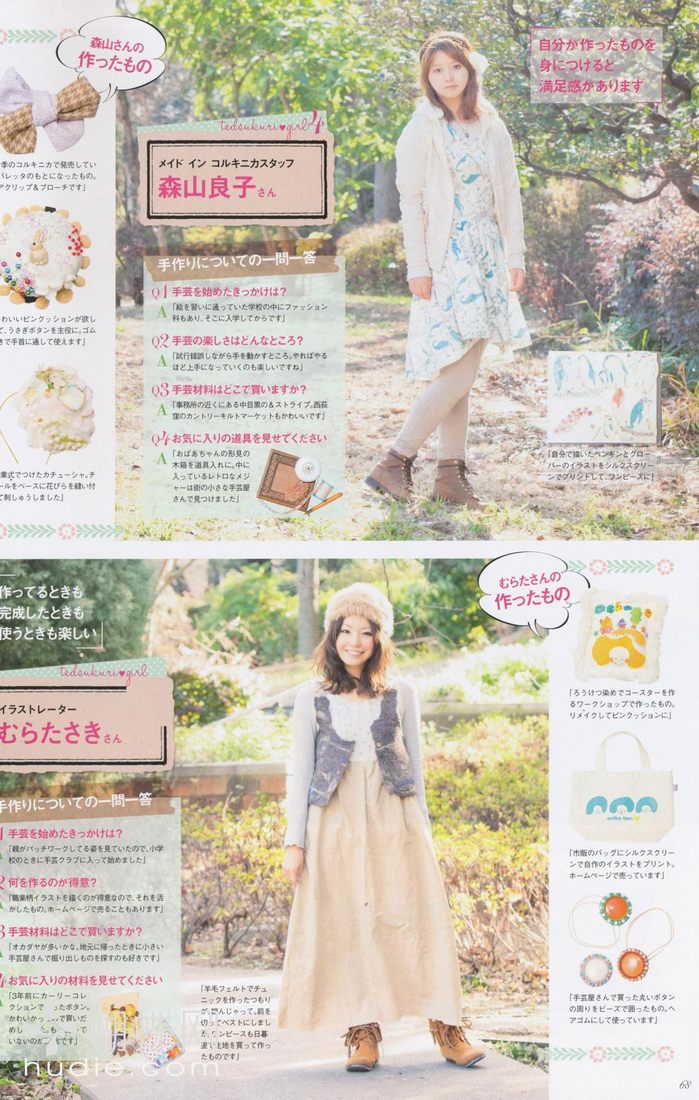 森山さんの
作ったもの
季のコルキニカで発売してい
バレッタのもとになったもの。
アクリップ＆ブローチです」
いいピンクッションが欲し
て、うさぎボタンを主役に。ゴム
きで手首に通して使えます」
業式でつけたカチューシャ。チ
ールをベースに花びらを縫い付
て刺しゅうしました」
tedsukuri♥girl 4
メイド イン コルキニカスタッフ
森山良子さん
手作りについての一問一答
Q1 手芸を始めたきっかけは？
A 「絵を習いに通っていた学校の中にファッション
科もあり、そこに入学してからです」
Q2 手芸の楽しさはどんなところ？
A 「試行錯誤しながら手を動かすところ。やればやる
ほど上手になっていくのも楽しいですね」
Q3 手芸材料はどこで買いますか？
A 「事務所の近くにある中目黒の＆ストライプ。西荻
窪のカントリーキルトマーケットもかわいいです」
Q4 お気に入りの道具を見せてください
A 「おばあちゃんの形見の
木箱を道具入れに。中に
入っているレトロなメジ
ャーは街の小さな手芸屋
さんで見つけました」
自分が作ったものを
身につけると
満足感があります
「自分で描いたペンギンとクロー
バーのイラストをシルクスクリー
ンでプリントして、ワンピースに」
作ってるときも
完成したときも
使うときも楽しい
tedsukuri♥girl
イラストレーター
むらたさきさん
手作りについての一問一答
1 手芸を始めたきっかけは？
「親がパッチワークしてる姿を見ていたので、小学
校のときに手芸クラブに入って始めました」
2 何を作るのが得意？
「職業柄イラストを描くのが得意なので、それを活
かしたもの。ホームページで売ることもあります」
3 手芸材料はどこで買いますか？
「オカダヤが多いかな。地元に帰ったときに小さい
手芸屋さんで掘り出しものを探すのも好きです」
4 お気に入りの材料を見せてください
「3年前にカーリーコレ
クションで ったボタン。
かわいかっ で買いだ
めし も
いないの です」
「羊毛フェルトでチュ
ニックを作ったつもり
が、 んじゃって。前を
切って ベストにしまし
。ワンピースも日暮
里で生地を買って作っ
たものです」
むらたさんの
作ったもの
「ろうけつ染めでコースターを作
るワークショップで作ったもの。
リメイクしてピンクッションに」
ocho inc.
「市販のバッグにシルクスクリー
ンで自作のイラストをプリント。
ホームページで売っています」
「手芸屋さんで買った丸いボタン
の周りをビーズで囲ったもの。ヘ
アゴムにして使っています」
hudie.com
68